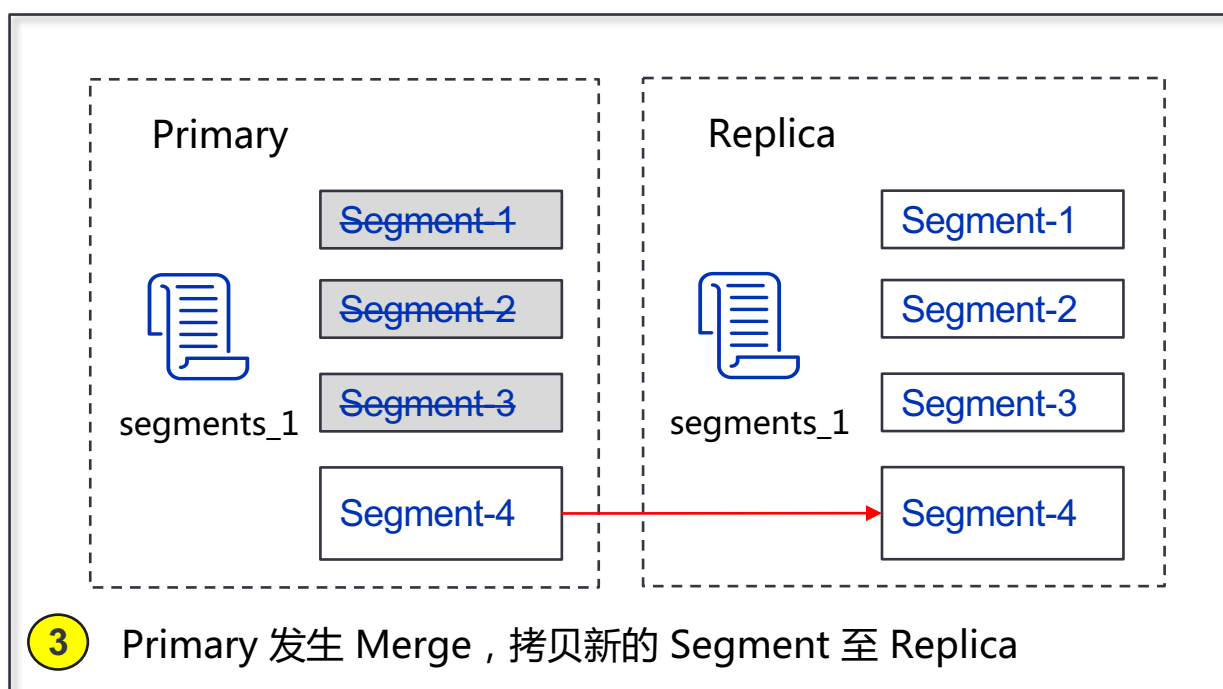 Primary
Segment-1
Segment-2
Segment-3
Segment-4
segments_1
Replica
Segment-1
Segment-2
Segment-3
Segment-4
segments_1
3 Primary 发生 Merge，拷贝新的 Segment 至 Replica